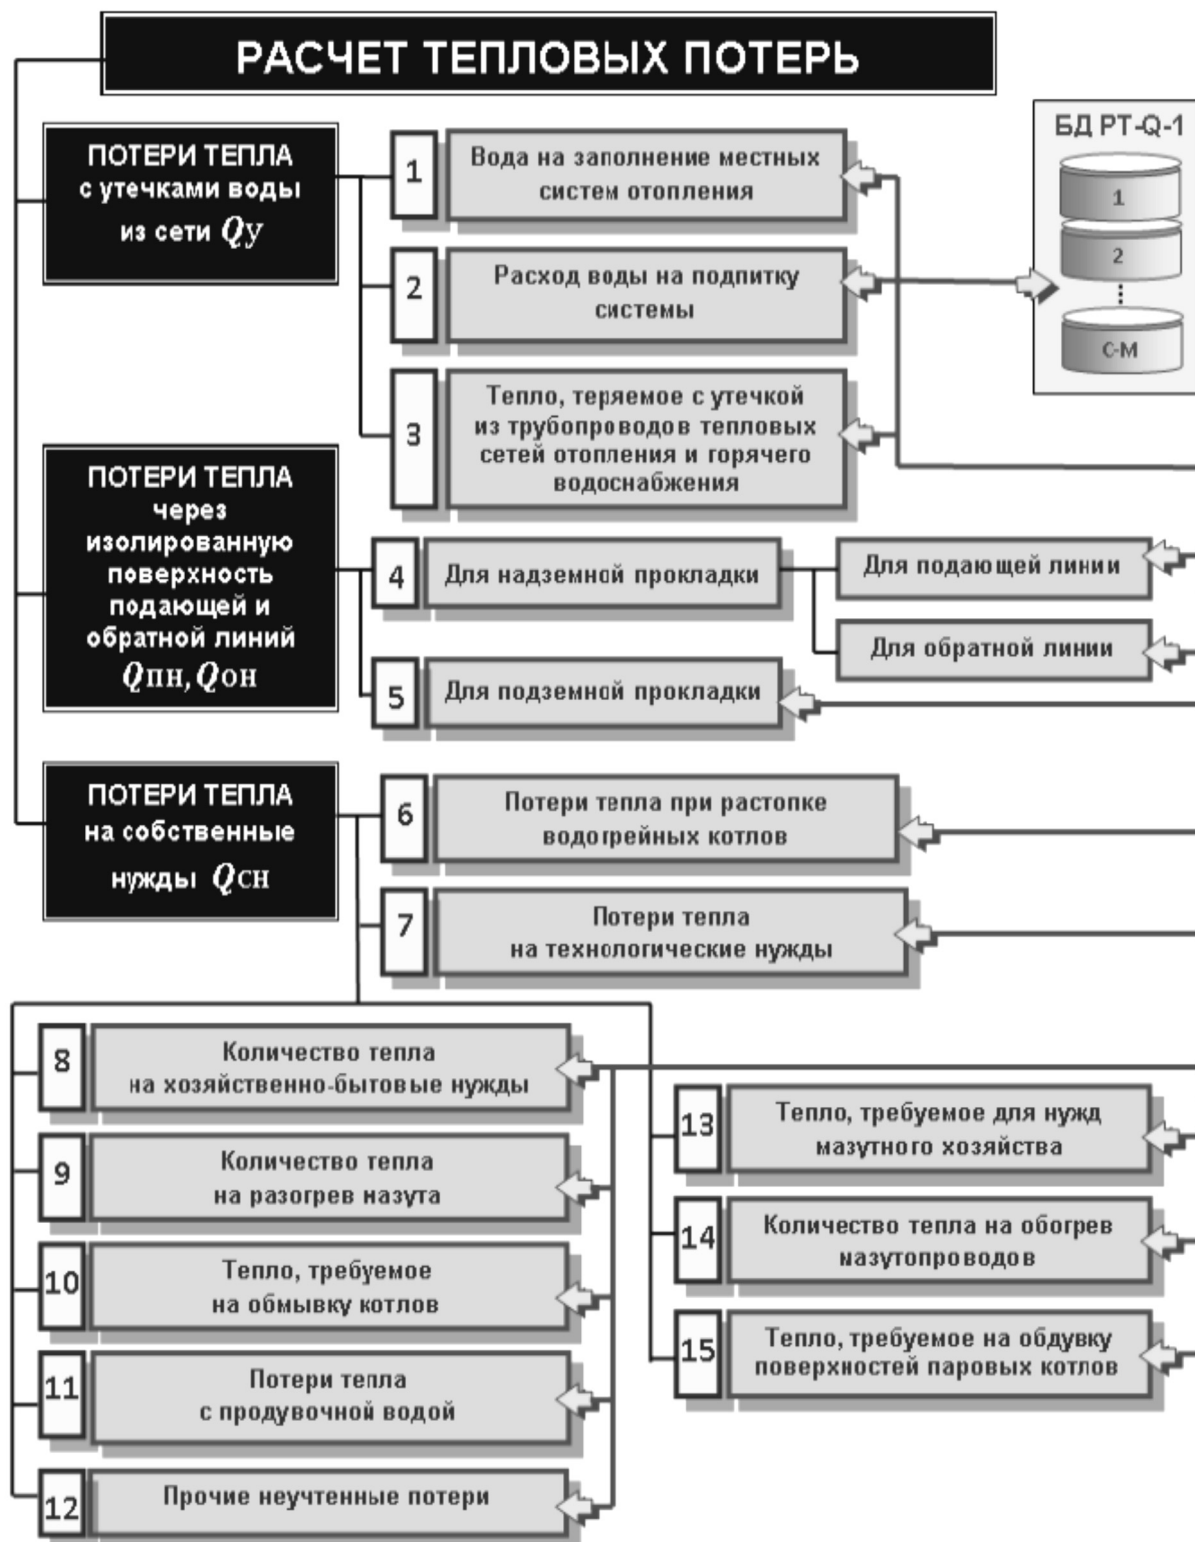 РАСЧЕТ ТЕПЛОВЫХ ПОТЕРЬ
БД РТ-Q-1
1
2
С-М
ПОТЕРИ ТЕПЛА
с утечками воды
из сети Qу
1
Вода на заполнение местных
систем отопления
2
Расход воды на подпитку
системы
3
Тепло, теряемое с утечкой
из трубопроводов тепловых
сетей отопления и горячего
водоснабжения
ПОТЕРИ ТЕПЛА
через
изолированную
поверхность
подающей и
обратной линий
Qпн, Qон
4
Для надземной прокладки
Для подающей линии
Для обратной линии
5
Для подземной прокладки
ПОТЕРИ ТЕПЛА
на собственные
нужды Qсн
6
Потери тепла при растопке
водогрейных котлов
7
Потери тепла
на технологические нужды
8
Количество тепла
на хозяйственно-бытовые нужды
9
Количество тепла
на разогрев назута
10
Тепло, требуемое
на обмывку котлов
11
Потери тепла
с продувочной водой
12
Прочие неучтенные потери
13
Тепло, требуемое для нужд
мазутного хозяйства
14
Количество тепла на обогрев
мазутопроводов
15
Тепло, требуемое на обдувку
поверхностей паровых котлов